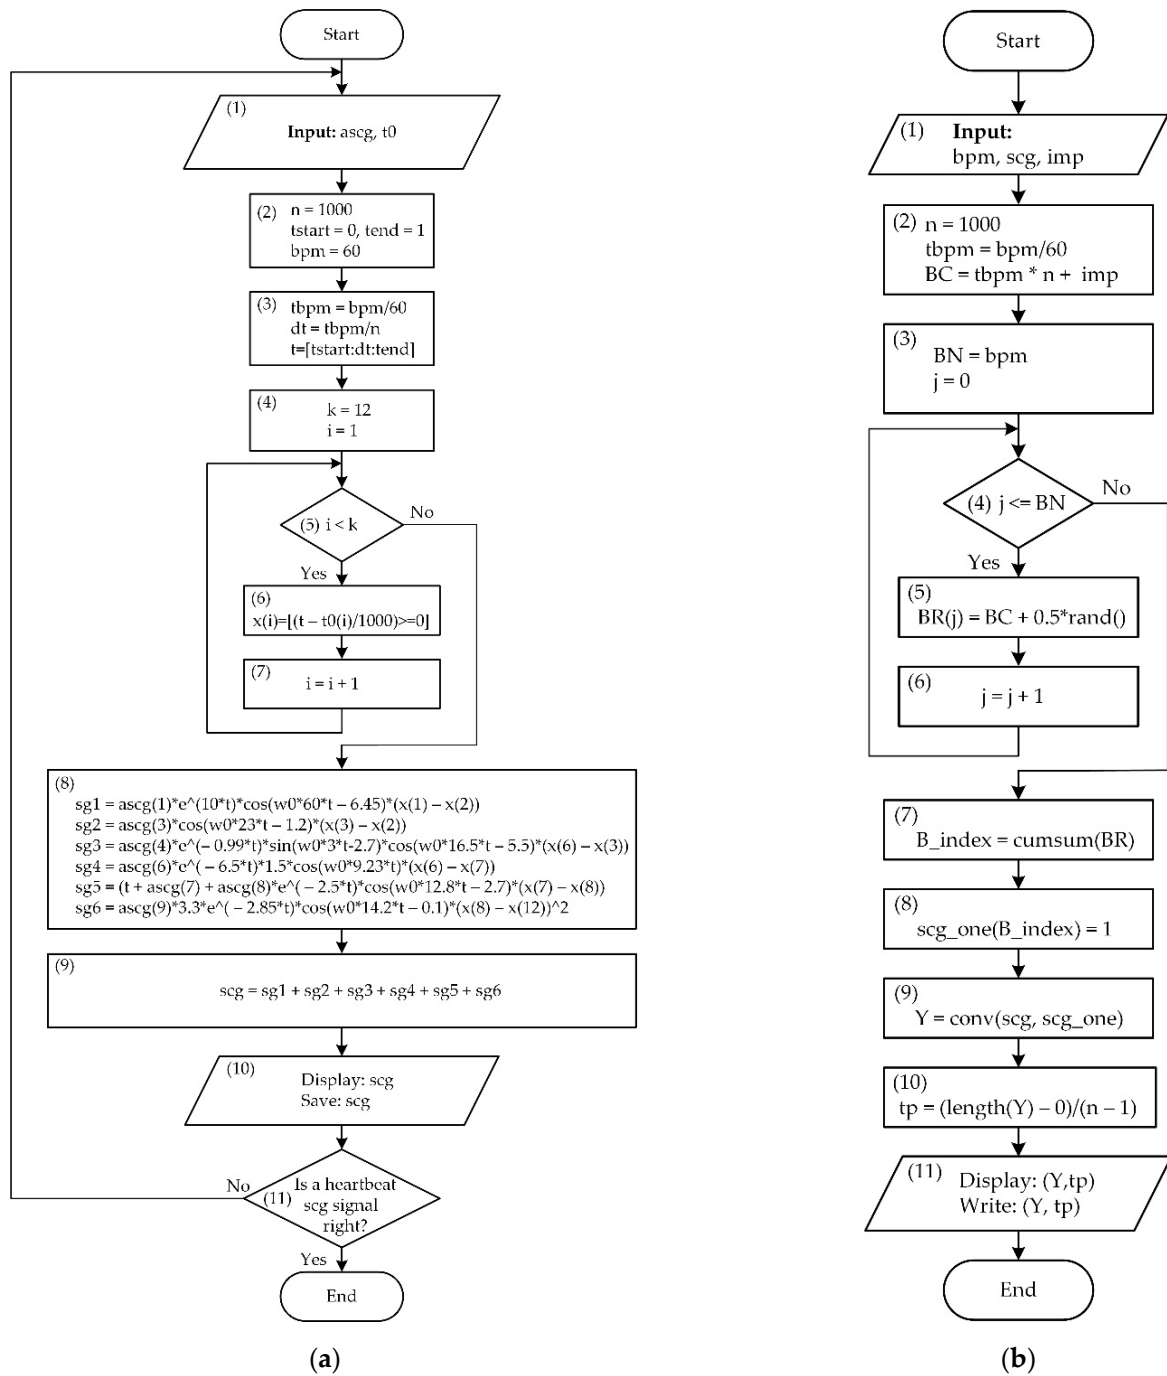 Start
(1)
Input: ascg, t0
(2)
n = 1000
tstart = 0, tend = 1
bpm = 60
(3)
tbpm = bpm/60
dt = tbpm/n
t=[tstart:dt:tend]
(4)
k = 12
i = 1
(5) i < k
No
Yes
(6)
x(i)=[(t – t0(i)/1000)>=0]
(7)
i = i + 1
(8)
sg1 = ascg(1)*e^(10*t)*cos(w0*60*t – 6.45)*(x(1) – x(2))
sg2 = ascg(3)*cos(w0*23*t – 1.2)*(x(3) – x(2))
sg3 = ascg(4)*e^(– 0.99*t)*sin(w0*3*t-2.7)*cos(w0*16.5*t – 5.5)*(x(6) – x(3))
sg4 = ascg(6)*e^( – 6.5*t)*1.5*cos(w0*9.23*t)*(x(6) – x(7))
sg5 = (t + ascg(7) + ascg(8)*e^( – 2.5*t)*cos(w0*12.8*t – 2.7)*(x(7) – x(8))
sg6 = ascg(9)*3.3*e^( – 2.85*t)*cos(w0*14.2*t – 0.1)*(x(8) – x(12))^2
(9)
scg = sg1 + sg2 + sg3 + sg4 + sg5 + sg6
(10)
Display: scg
Save: scg
No
Is a heartbeat
(11) scg signal
right?
Yes
End
(a)
Start
(1)
Input:
bpm, scg, imp
(2)
n = 1000
tbpm = bpm/60
BC = tbpm * n + imp
(3)
BN = bpm
j = 0
(4) j <= BN
No
Yes
(5)
BR(j) = BC + 0.5*rand()
(6)
j = j + 1
(7)
B_index = cumsum(BR)
(8)
scg_one(B_index) = 1
(9)
Y = conv(scg, scg_one)
(10)
tp = (length(Y) – 0)/(n – 1)
(11)
Display: (Y,tp)
Write: (Y, tp)
End
(b)